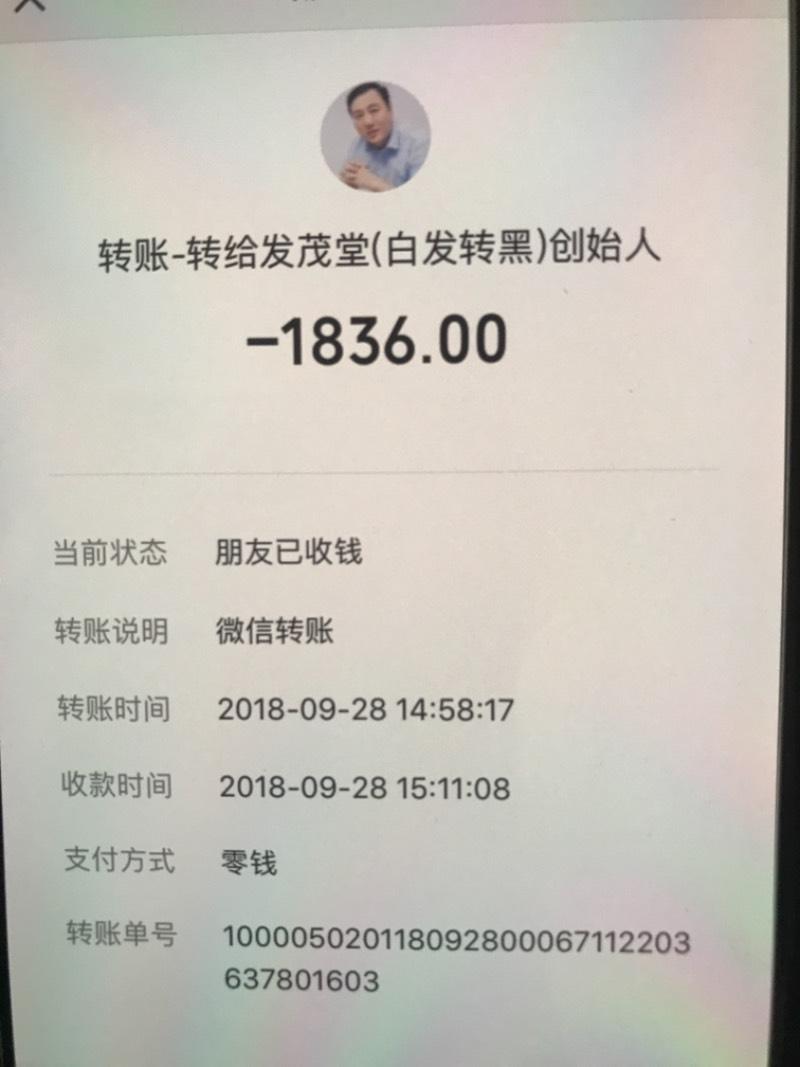 转账-转给发茂堂(白发转黑)创始人
-1836.00
当前状态 朋友已收钱
转账说明 微信转账
转账时间 2018-09-28 14:58:17
收款时间 2018-09-28 15:11:08
支付方式 零钱
转账单号 100005020118092800067112203
637801603